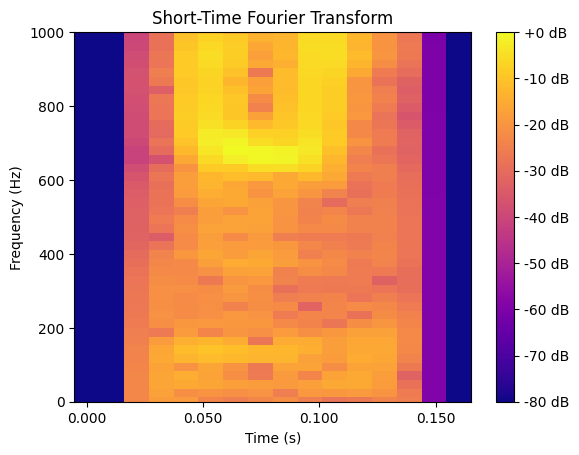 Short-Time Fourier Transform
1000
800
600
400
200
0
Frequency (Hz)
0.000
0.050
0.100
0.150
Time (s)
+0 dB
-10 dB
-20 dB
-30 dB
-40 dB
-50 dB
-60 dB
-70 dB
-80 dB